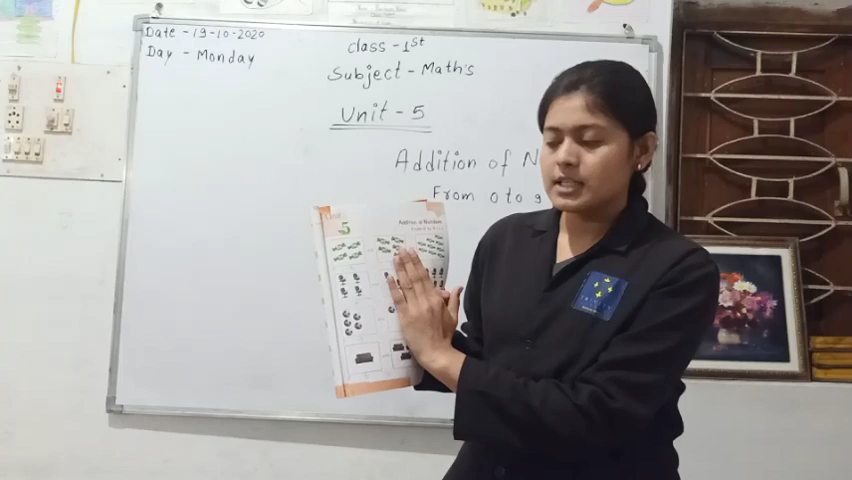 Date - 19-10-2020
Day - Monday
Class - 1st
Subject - Math's
Unit - 5
Addition of N
From 0 to 9
5
Addition of Numbers